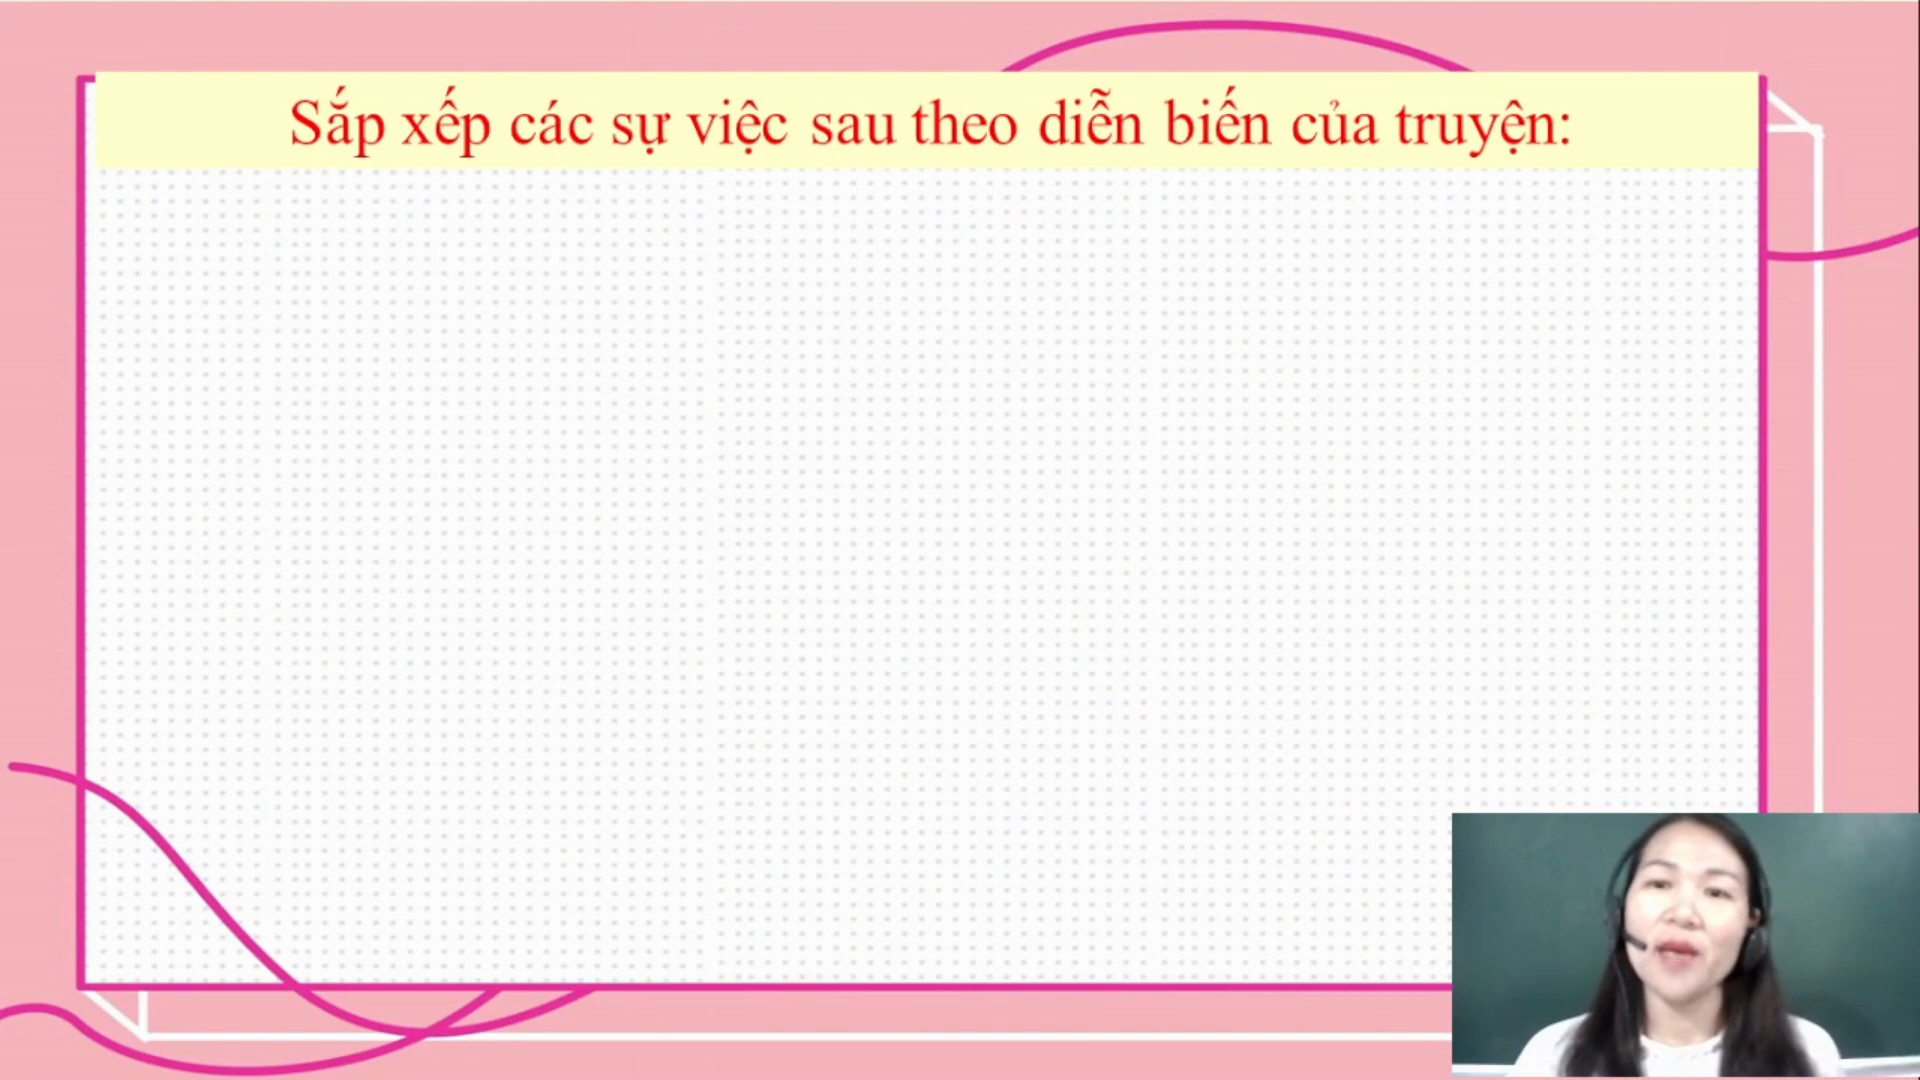 Sắp xếp các sự việc sau theo diễn biến của truyện: